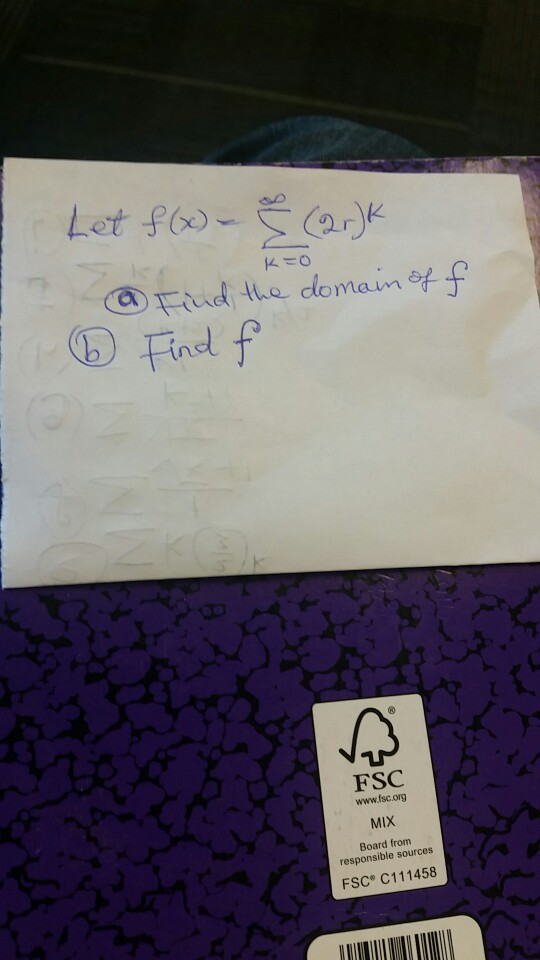 Let f(x) = ∞∑k=0 (2r)^k
ⓐ Find the domain of f
ⓑ Find f
®
FSC
www.fsc.org
MIX
Board from
responsible sources
FSC® C111458